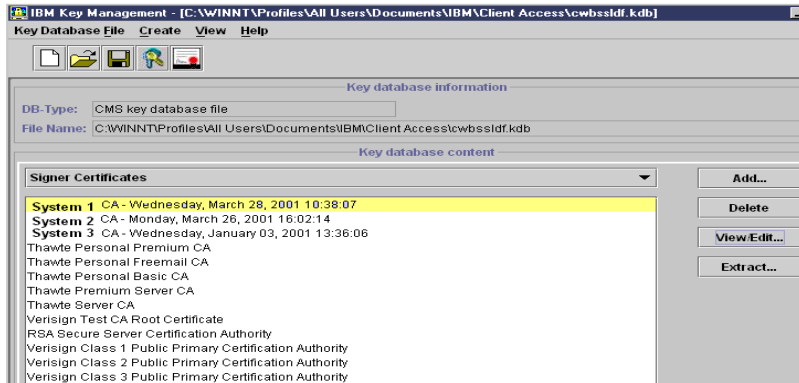 IBM Key Management - [C:\WINNT\Profiles\All Users\Documents\IBM\Client Access\cwbssldf.kdb]
Key Database File Create View Help
Key database information
DB-Type: CMS key database file
File Name: C:\WINNT\Profiles\All Users\Documents\IBM\Client Access\cwbssldf.kdb
Key database content
Signer Certificates
Add...
System 1 CA - Wednesday, March 28, 2001 10:38:07
Delete
System 2 CA - Monday, March 26, 2001 16:02:14
System 3 CA - Wednesday, January 03, 2001 13:36:06
View/Edit...
Thawte Personal Premium CA
Thawte Personal Freemail CA
Extract...
Thawte Personal Basic CA
Thawte Premium Server CA
Thawte Server CA
Verisign Test CA Root Certificate
RSA Secure Server Certification Authority
Verisign Class 1 Public Primary Certification Authority
Verisign Class 2 Public Primary Certification Authority
Verisign Class 3 Public Primary Certification Authority